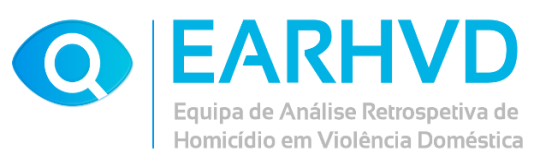 EARHVD
Equipa de Análise Retrospetiva de
Homicídio em Violência Doméstica